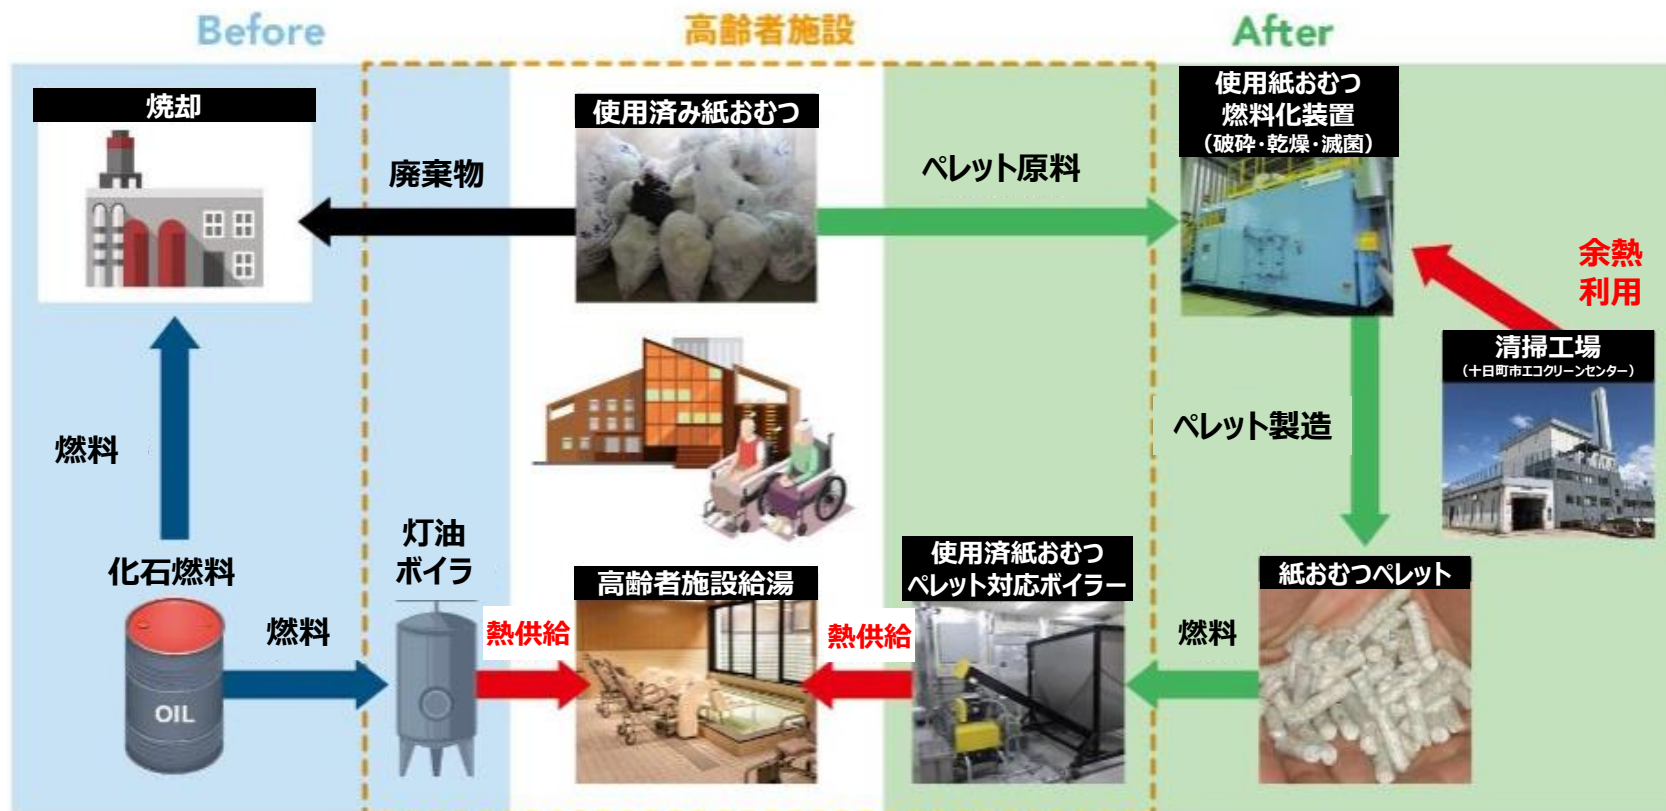 Before
高齢者施設
After
焼却
使用済み紙おむつ
使用紙おむつ
燃料化装置
（破砕・乾燥・滅菌）
廃棄物
ペレット原料
余熱
利用
清掃工場
（十日町市エコクリーンセンター）
燃料
ペレット製造
化石燃料
灯油
ボイラ
高齢者施設給湯
使用済紙おむつ
ペレット対応ボイラー
紙おむつペレット
燃料
熱供給
熱供給
燃料
OIL